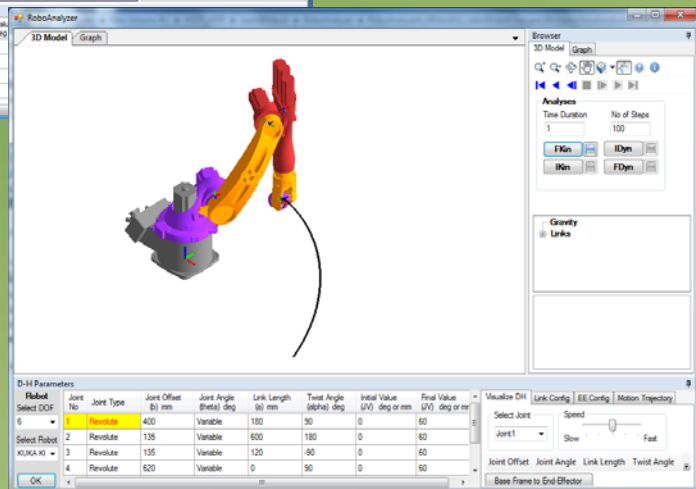 RoboAnalyzer
3D Model Graph
Browser
3D Model Graph
Analyses
Time Duration No of Steps
1 100
FKin IDyn
IKin FDyn
Gravity
Links
D-H Parameters
Robot
Select DOF
6
Select Robot
KUKA KI
OK
Joint No Joint Type Joint Offset (b) mm Joint Angle (theta) deg Link Length (a) mm Twist Angle (alpha) deg Initial Value (JV) deg or mm Final Value (JV) deg or mm
1 Revolute 400 Variable 180 90 0 60
2 Revolute 135 Variable 600 180 0 60
3 Revolute 135 Variable 120 -90 0 60
4 Revolute 620 Variable 0 90 0 60
Visualize DH Link Config EE Config Motion Trajectory
Select Joint Speed
Joint1 Slow Fast
Joint Offset Joint Angle Link Length Twist Angle
Base Frame to End-Effector